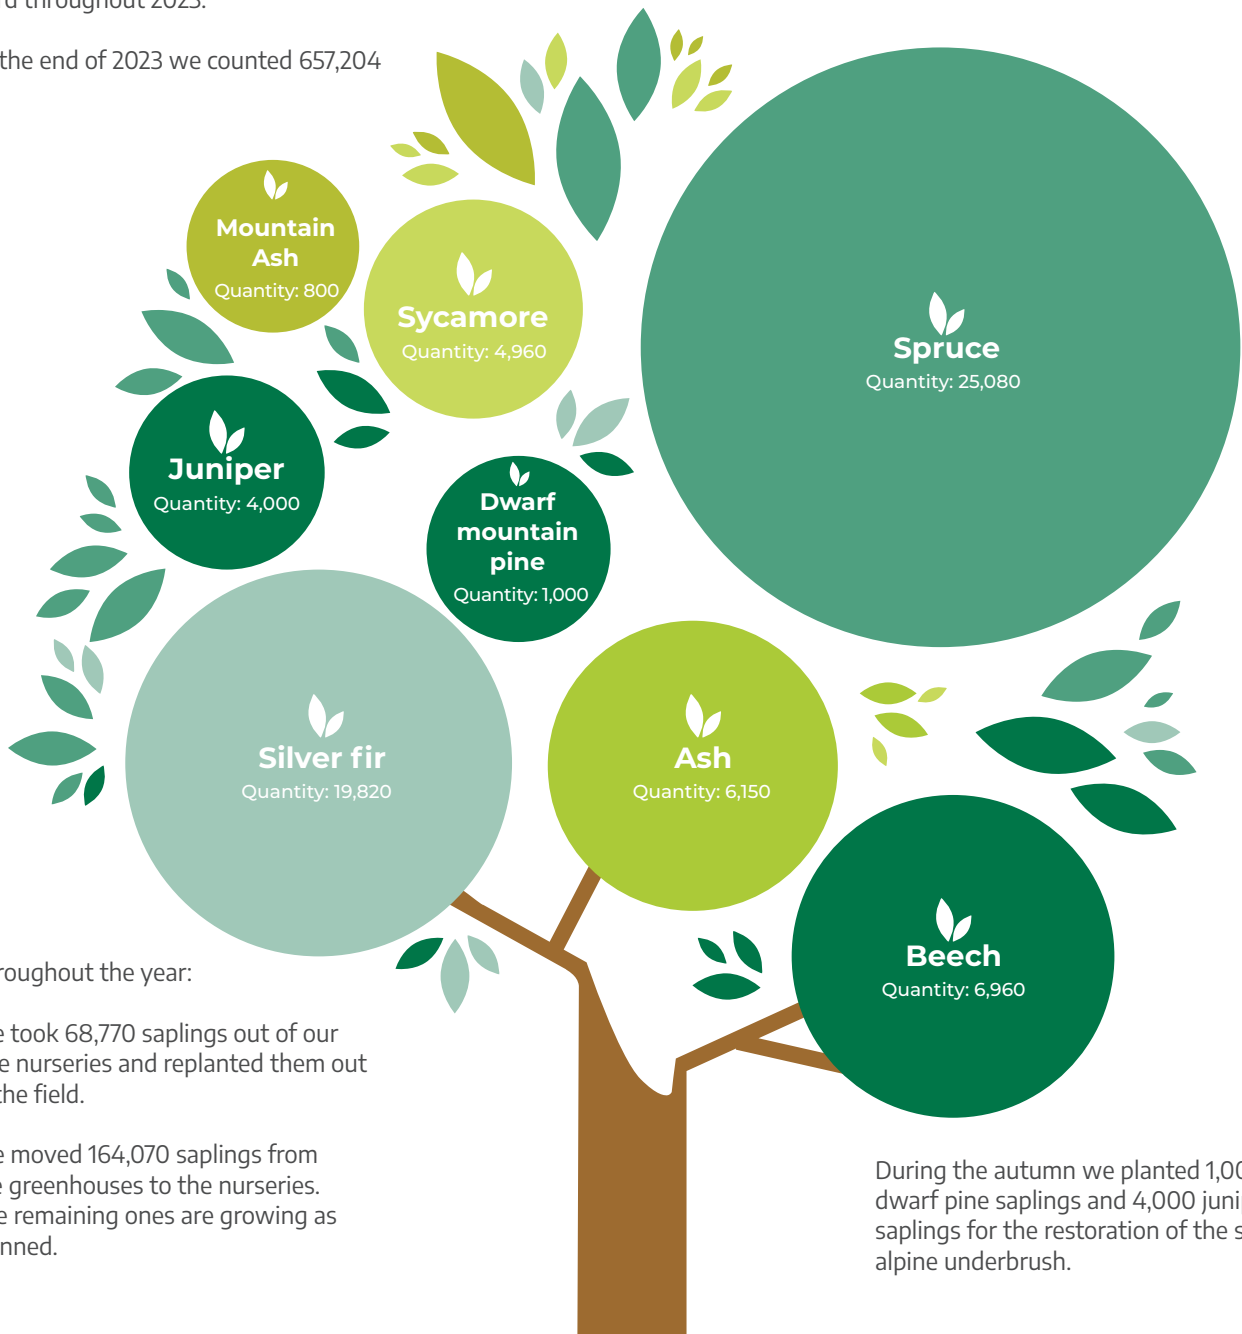 throughout 2023.
the end of 2023 we counted 657,204
Mountain
Ash
Quantity: 800
Sycamore
Quantity: 4,960
Spruce
Quantity: 25,080
Juniper
Quantity: 4,000
Dwarf
mountain
pine
Quantity: 1,000
Silver fir
Quantity: 19,820
Ash
Quantity: 6,150
Beech
Quantity: 6,960
roughout the year:
e took 68,770 saplings out of our
e nurseries and replanted them out
the field.
e moved 164,070 saplings from
e greenhouses to the nurseries.
e remaining ones are growing as
nned.
During the autumn we planted 1,00
dwarf pine saplings and 4,000 juni
saplings for the restoration of the s
alpine underbrush.